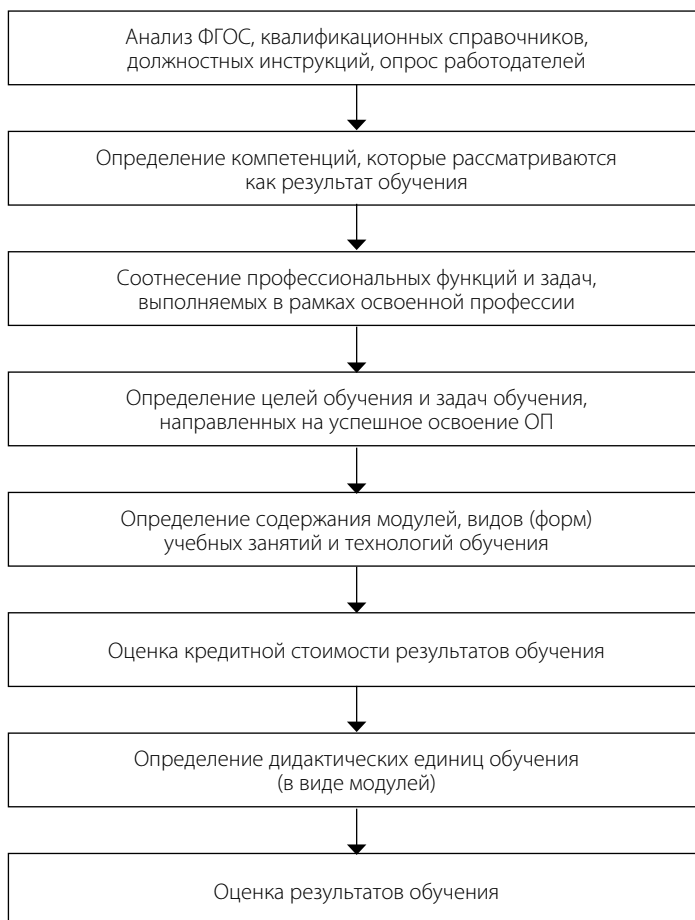 Анализ ФГОС, квалификационных справочников,
должностных инструкций, опрос работодателей
Определение компетенций, которые рассматриваются
как результат обучения
Соотнесение профессиональных функций и задач,
выполняемых в рамках освоенной профессии
Определение целей обучения и задач обучения,
направленных на успешное освоение ОП
Определение содержания модулей, видов (форм)
учебных занятий и технологий обучения
Оценка кредитной стоимости результатов обучения
Определение дидактических единиц обучения
(в виде модулей)
Оценка результатов обучения